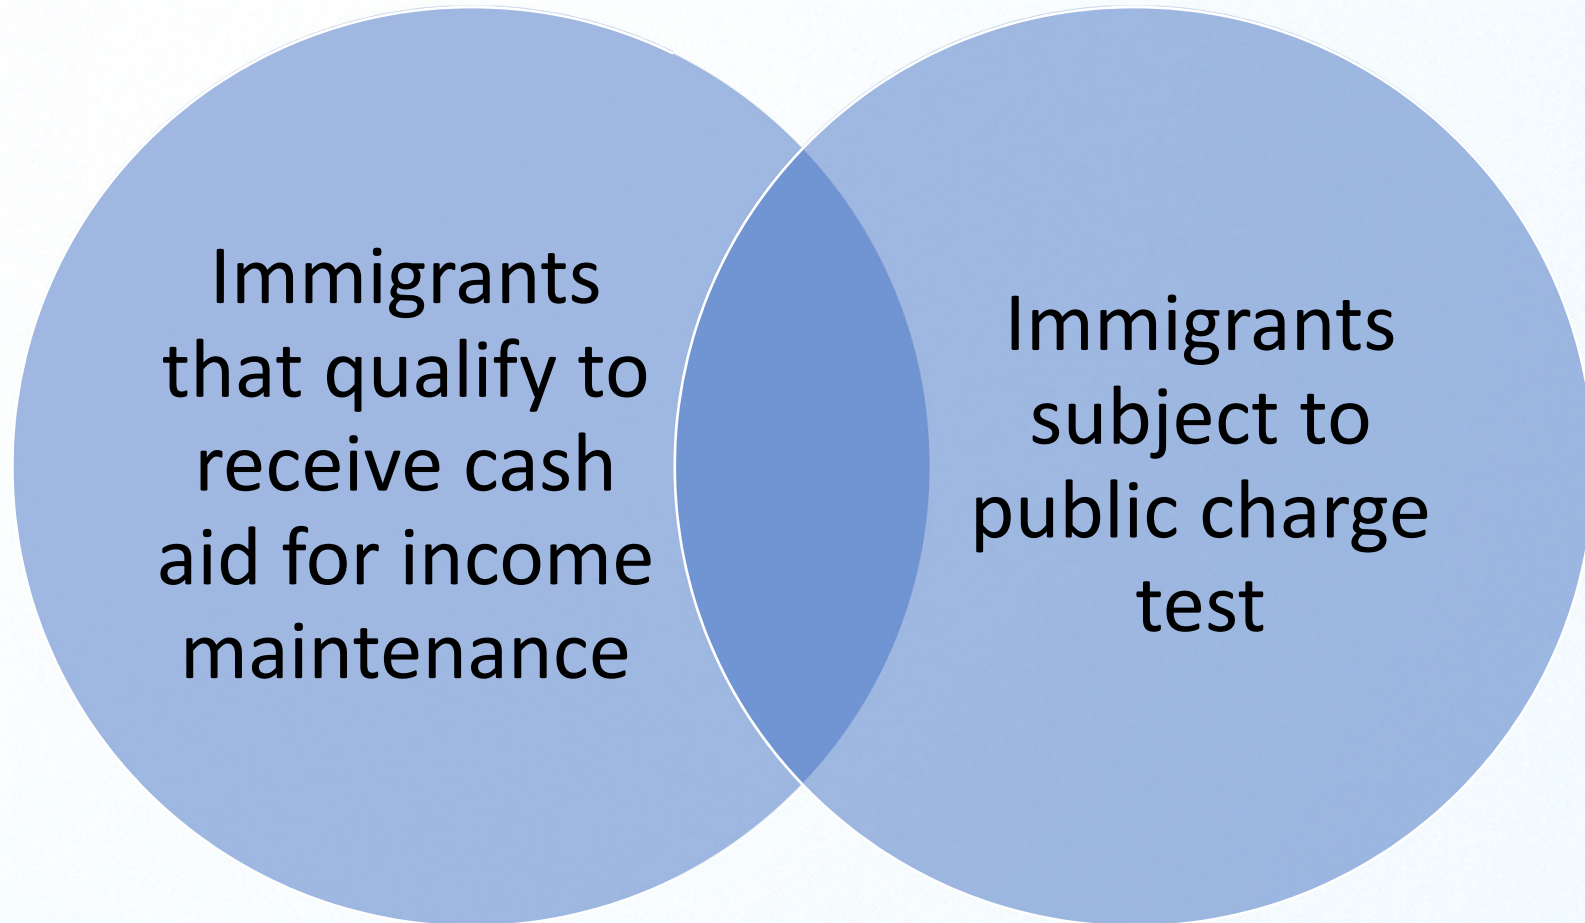 Immigrants
that qualify to
receive cash
aid for income
maintenance
Immigrants
subject to
public charge
test